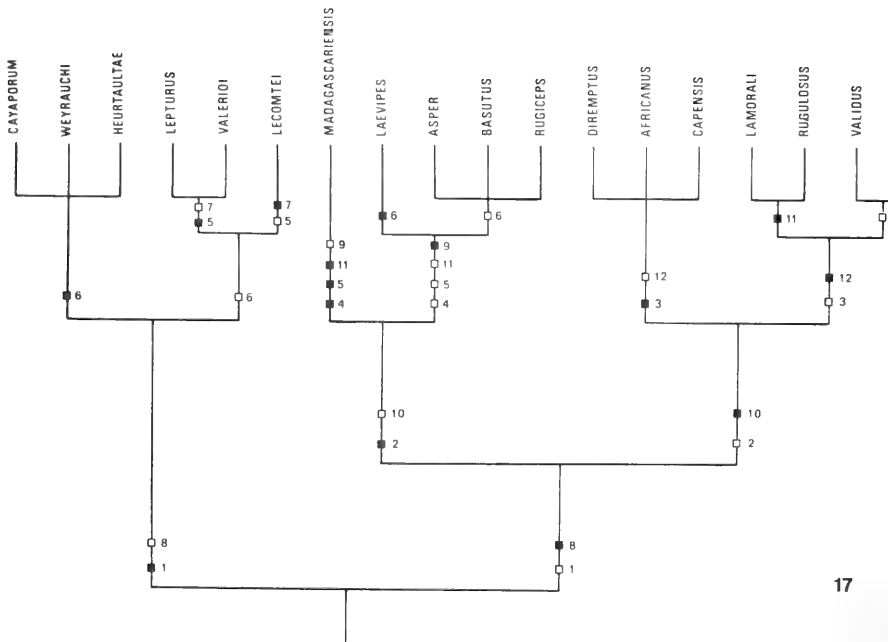 CAYAPORUM
WEYRAUCHI
HEURTAULTAE
LEPTURUS
VALERIOI
LECOMTEI
MADAGASCARIENSIS
LAEVIPES
ASPER
BASUTUS
RUGICEPS
DIREMPTUS
AFRICANUS
CAPENSIS
LAMORALI
RUGULOSUS
VALIDUS
7
5
7
5
6
6
6
9
11
5
4
6
9
11
5
4
12
3
11
12
3
10
2
10
2
8
1
8
1
17